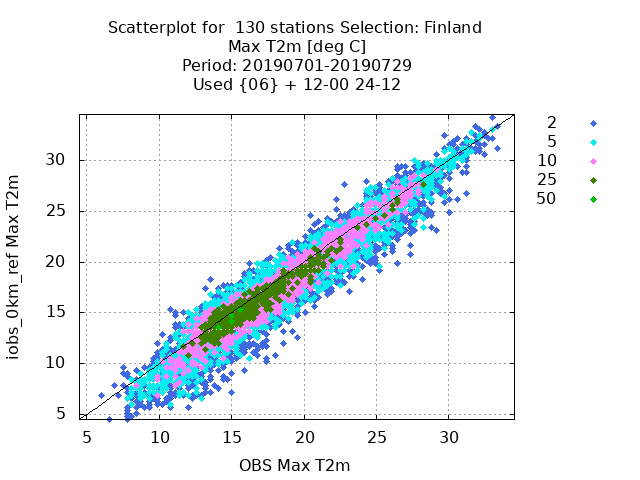 Scatterplot for  130 stations Selection: Finland
Max T2m [deg C]
Period: 20190701-20190729
Used {06} + 12-00 24-12
2
5
10
25
50
iobs_0km_ref Max T2m
30
25
20
15
10
5
5 10 15 20 25 30
OBS Max T2m